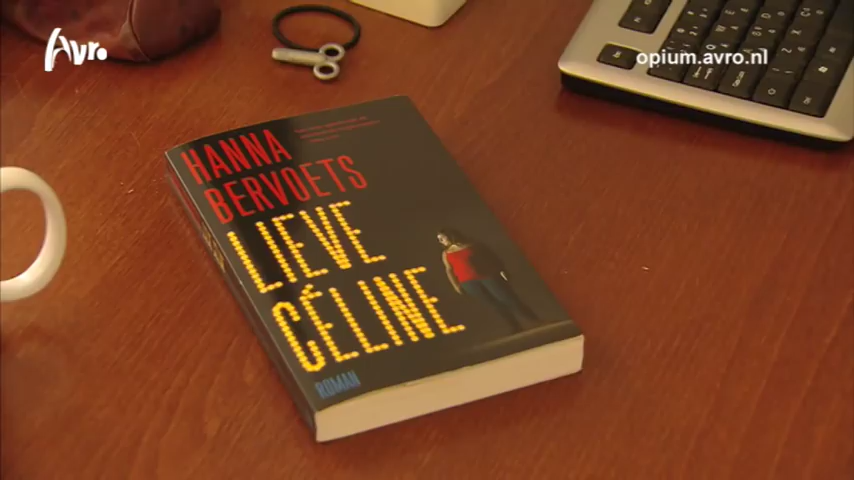 Avro
opium.avro.nl
HANNA
BERVOETS
LIEVE
CÉLINE
ROMAN